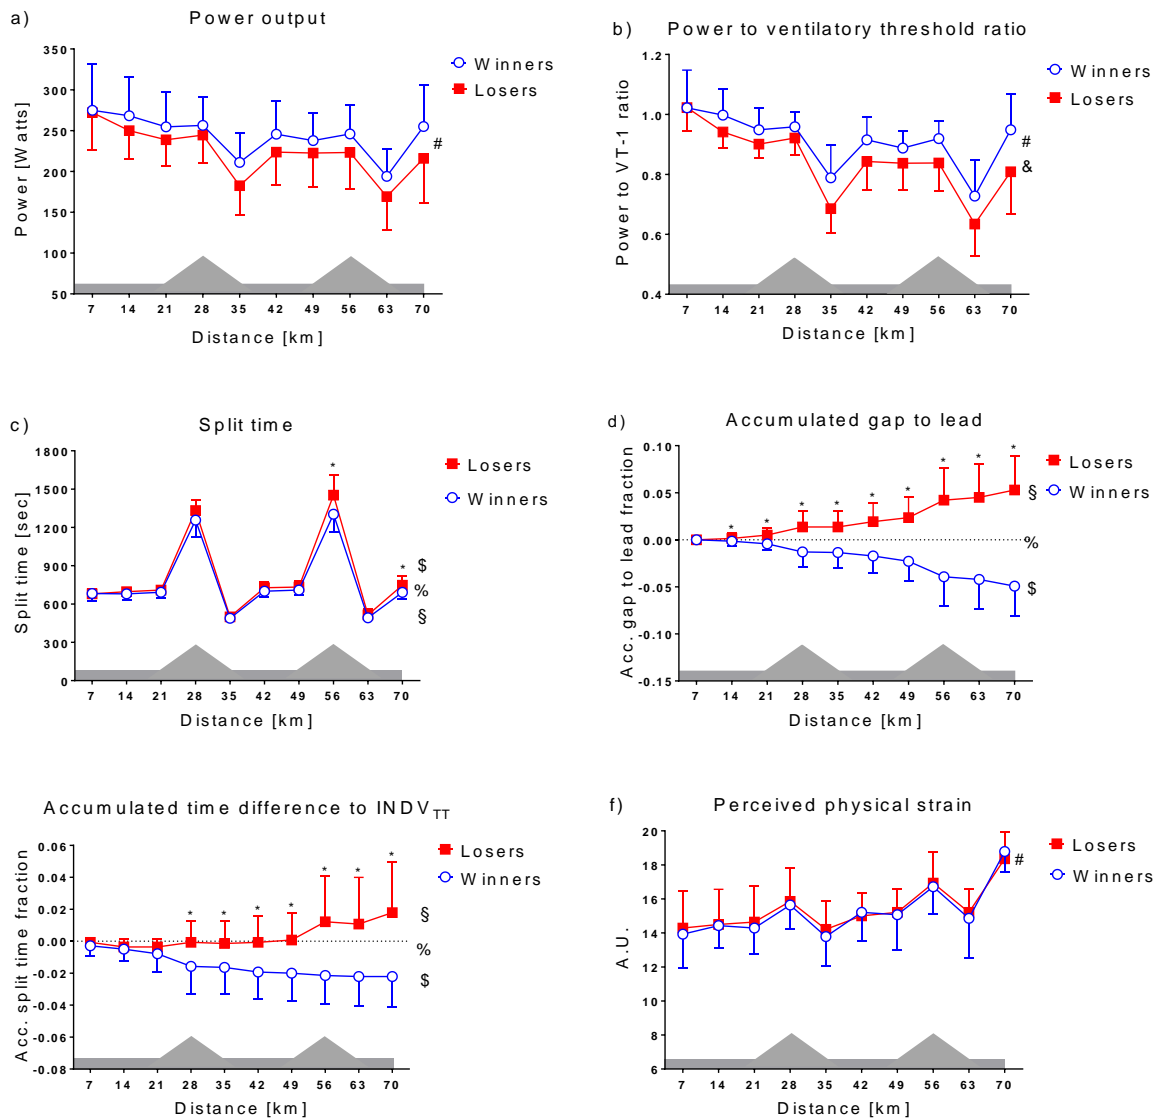 a) Power output
350
300
250
200
150
100
50
Power [Watts]
7 14 21 28 35 42 49 56 63 70
Distance [km]
Winners
Losers
#
b) Power to ventilatory threshold ratio
1.2
1.0
0.8
0.6
0.4
Power to VT-1 ratio
7 14 21 28 35 42 49 56 63 70
Distance [km]
Winners
Losers
#
&
c) Split time
1800
1500
1200
900
600
300
0
Split time [sec]
* *
7 14 21 28 35 42 49 56 63 70
Distance [km]
Losers
Winners
$
%
§
d) Accumulated gap to lead
0.10
0.05
0.00
-0.05
-0.10
-0.15
Acc. gap to lead fraction
* * * * * * * * *
7 14 21 28 35 42 49 56 63 70
Distance [km]
Losers
§ Winners
%
$
Accumulated time difference to INDVTT
0.06
0.04
0.02
0.00
-0.02
-0.04
-0.06
-0.08
Acc. split time fraction
* * * * * * *
7 14 21 28 35 42 49 56 63 70
Distance [km]
Losers
Winners
§
%
$
f) Perceived physical strain
20
18
16
14
12
10
8
6
A.U.
7 14 21 28 35 42 49 56 63 70
Distance [km]
Losers
#
Winners